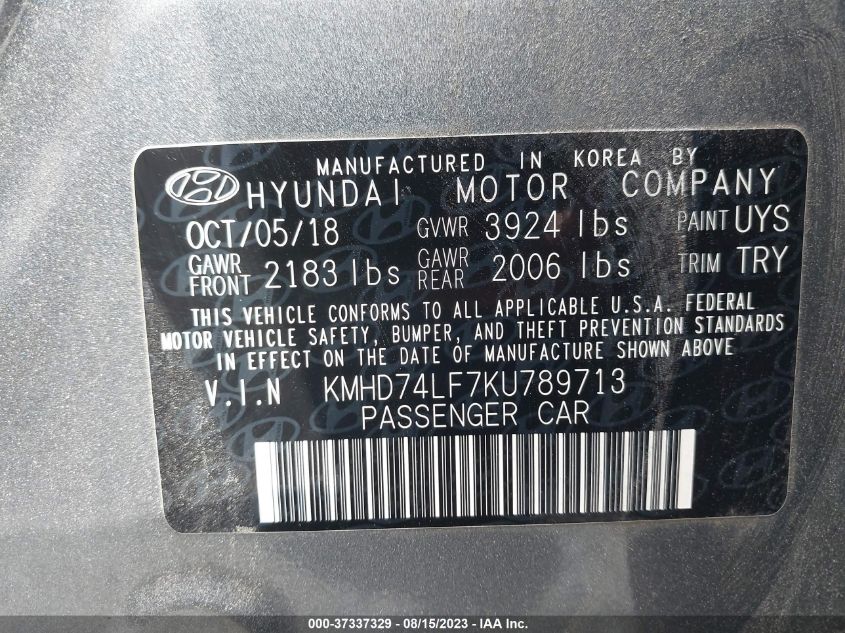 MANUFACTURED IN KOREA BY
HYUNDAI MOTOR COMPANY
OCT/05/18 GVWR 3924 lbs PAINT UYS
GAWR FRONT 2183 lbs GAWR REAR 2006 lbs TRIM TRY
THIS VEHICLE CONFORMS TO ALL APPLICABLE U.S.A. FEDERAL
MOTOR VEHICLE SAFETY, BUMPER, AND THEFT PREVENTION STANDARDS
IN EFFECT ON THE DATE OF MANUFACTURE SHOWN ABOVE
V.I.N KMHD74LF7KU789713
PASSENGER CAR
000-37337329 - 08/15/2023 - IAA Inc.